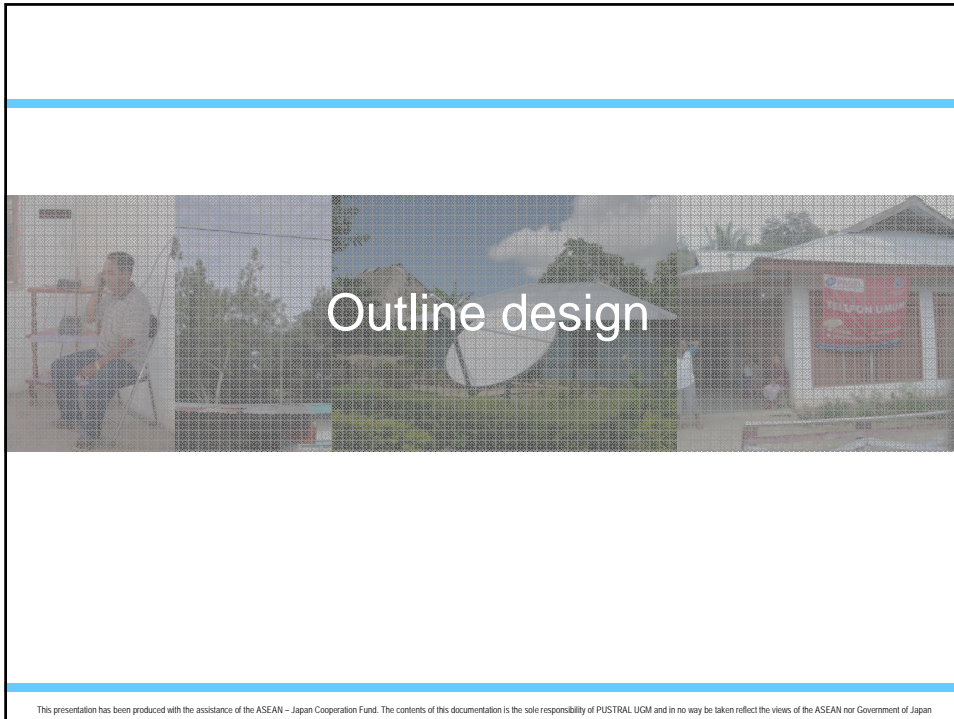 Outline design
TELEPON UMUM
This presentation has been produced with the assistance of the ASEAN – Japan Cooperation Fund. The contents of this documentation is the sole responsibility of PUSTRAL UGM and in no way be taken reflect the views of the ASEAN nor Government of Japan